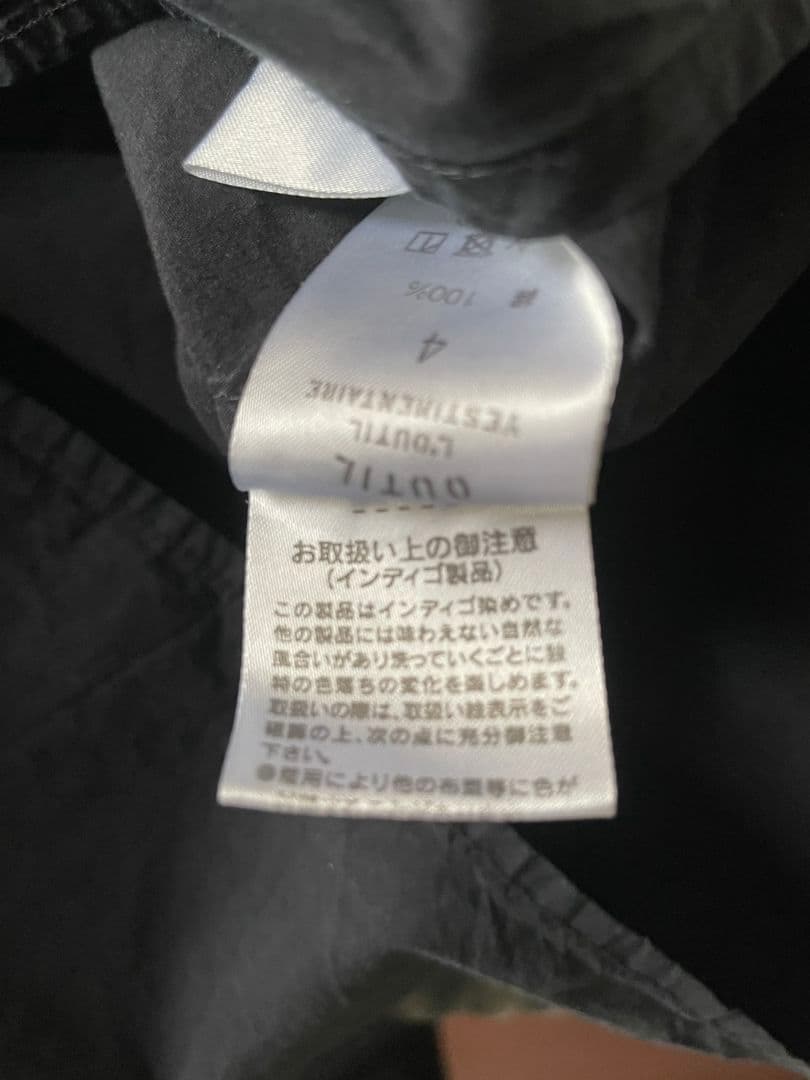 OUTIL
L'OUTIL
VESTIMENTAIRE
4
100%
お取扱い上の御注意
(インディゴ製品)
この製品はインディゴ染めです。
他の製品には味わえない自然な
風合いがあり洗っていくごとに独
特の色落ちの変化を楽しめます。
取扱いの際は、取扱い絵表示をご
確認の上、次の点に充分御注意
下さい。
●着用により他の等に色が